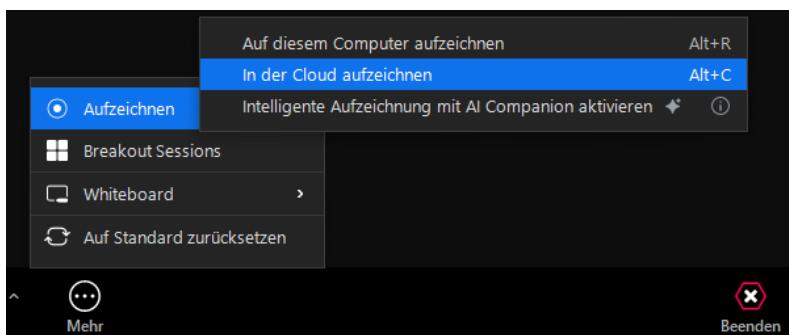 Auf diesem Computer aufzeichnen Alt+R
In der Cloud aufzeichnen Alt+C
Intelligente Aufzeichnung mit AI Companion aktivieren
Aufzeichnen
Breakout Sessions
Whiteboard
Auf Standard zurücksetzen
Mehr
Beenden